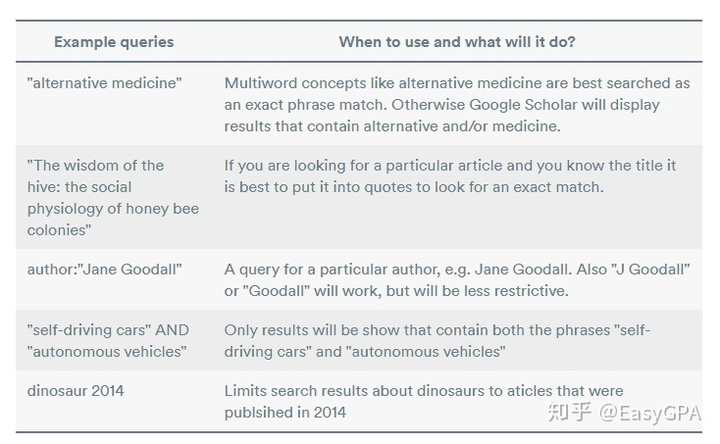 Example queries
When to use and what will it do?
"alternative medicine"
Multiword concepts like alternative medicine are best searched as
an exact phrase match. Otherwise Google Scholar will display
results that contain alternative and/or medicine.
"The wisdom of the
hive: the social
physiology of honey bee
colonies"
If you are looking for a particular article and you know the title it
is best to put it into quotes to look for an exact match.
author:"Jane Goodall"
A query for a particular author, e.g. Jane Goodall. Also "J Goodall"
or "Goodall" will work, but will be less restrictive.
"self-driving cars" AND
"autonomous vehicles"
Only results will be show that contain both the phrases "self-
driving cars" and "autonomous vehicles"
dinosaur 2014
Limits search results about dinosaurs to aticles that were
publsihed in 2014
知乎 @EasyGPA